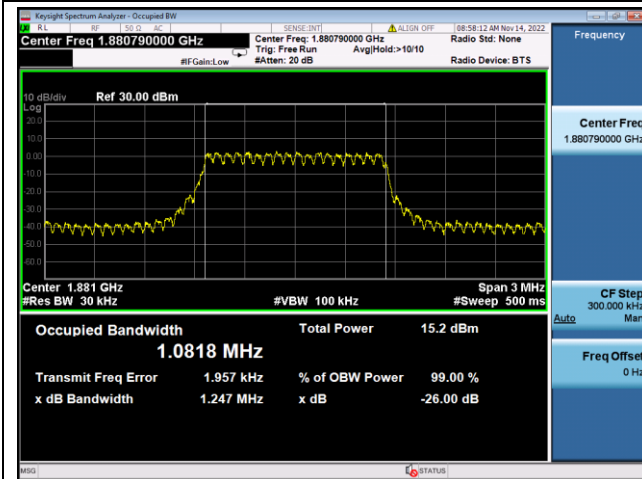 Keysight Spectrum Analyzer - Occupied BW
RL RF 50 Ω AC SENSE:INT ALIGN OFF 08:58:12 AM Nov 14, 2022
Center Freq 1.880790000 GHz
Center Freq: 1.880790000 GHz
Radio Std: None
Trig: Free Run Avg|Hold:>10/10
#IFGain:Low #Atten: 20 dB Radio Device: BTS
Frequency
10 dB/div Ref 30.00 dBm
Log
20.0
10.0
0.00
-10.0
-20.0
-30.0
-40.0
-50.0
-60.0
Center 1.881 GHz Span 3 MHz
#Res BW 30 kHz #VBW 100 kHz #Sweep 500 ms
Center Freq
1.880790000 GHz
CF Step
300.000 kHz
Auto Man
Freq Offset
0 Hz
Occupied Bandwidth Total Power 15.2 dBm
1.0818 MHz
Transmit Freq Error 1.957 kHz % of OBW Power 99.00 %
x dB Bandwidth 1.247 MHz x dB -26.00 dB
MSG STATUS